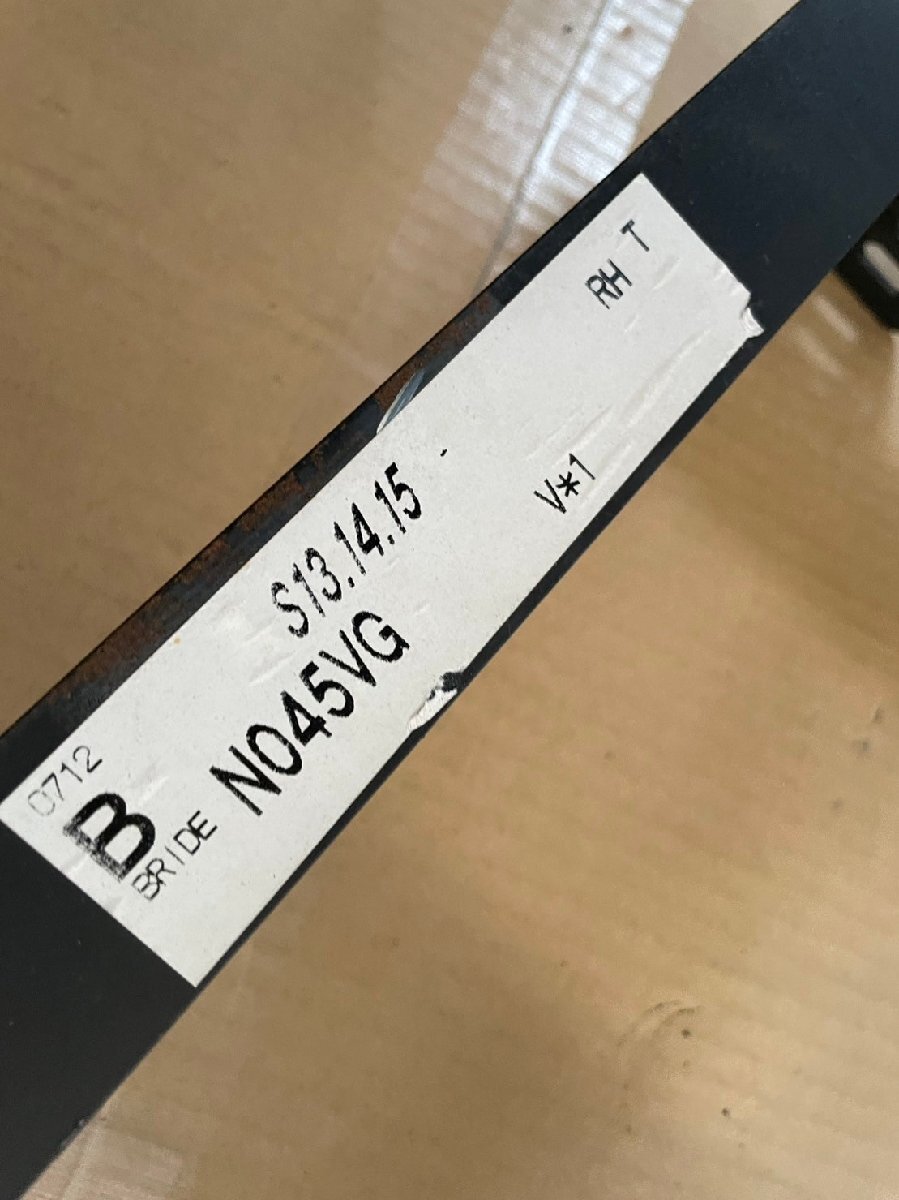 0712
B
BRIDE
S13.14.15 -
N045VG
V*1
RH T